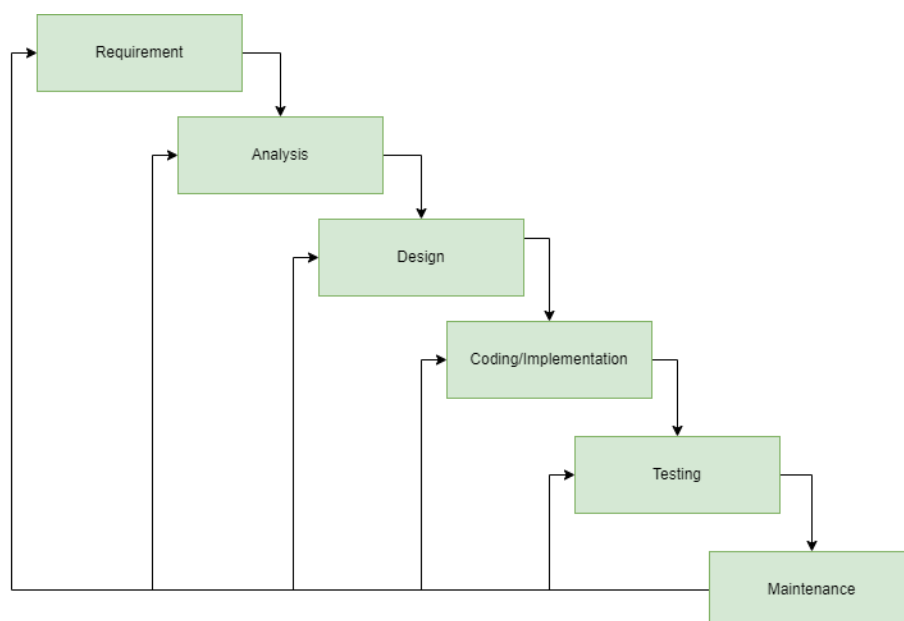 Requirement
Analysis
Design
Coding/Implementation
Testing
Maintenance